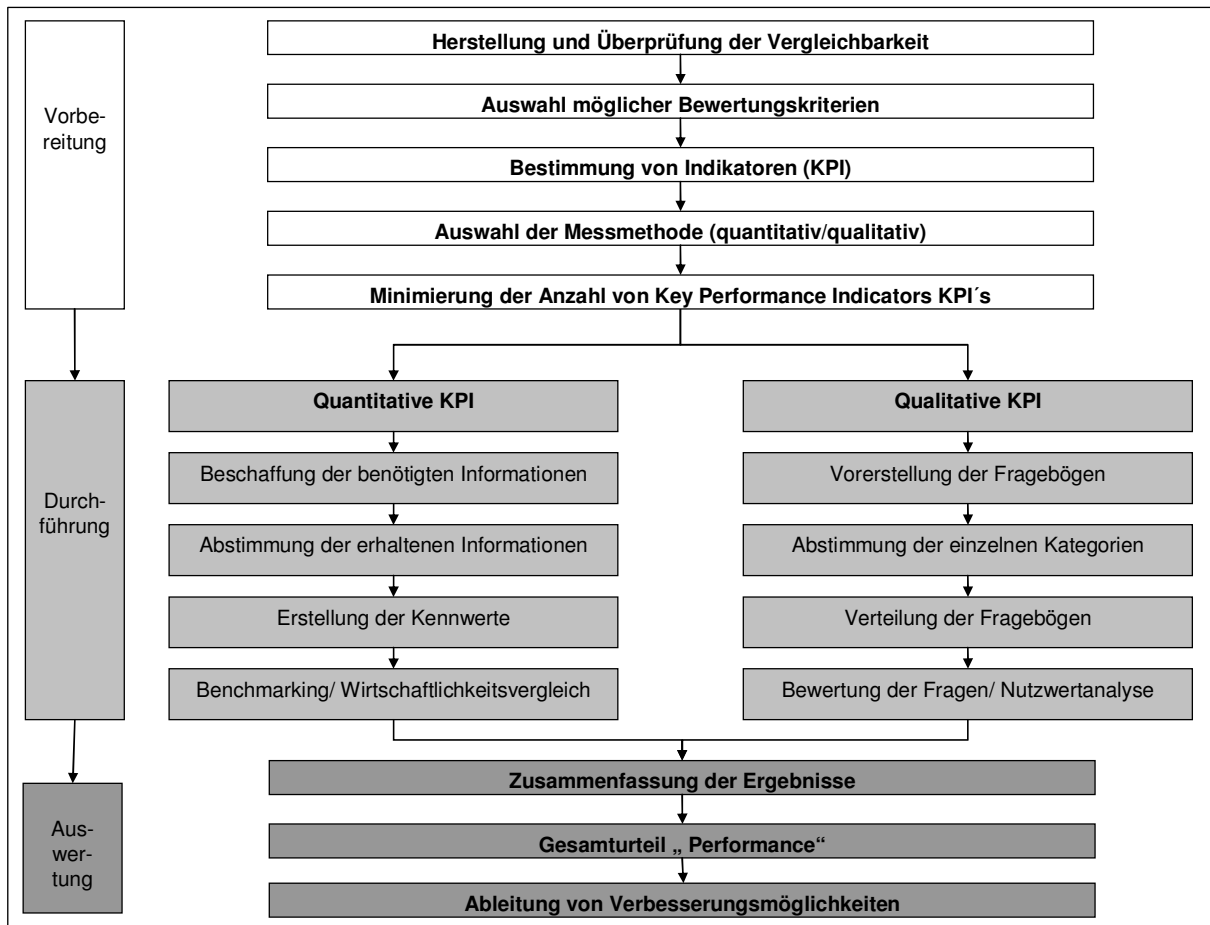 Herstellung und Überprüfung der Vergleichbarkeit
Auswahl möglicher Bewertungskriterien
Vorbe-
reitung
Bestimmung von Indikatoren (KPI)
Auswahl der Messmethode (quantitativ/qualitativ)
Minimierung der Anzahl von Key Performance Indicators KPI´s
Durch-
führung
Quantitative KPI
Beschaffung der benötigten Informationen
Abstimmung der erhaltenen Informationen
Erstellung der Kennwerte
Benchmarking/ Wirtschaftlichkeitsvergleich
Qualitative KPI
Vorerstellung der Fragebögen
Abstimmung der einzelnen Kategorien
Verteilung der Fragebögen
Bewertung der Fragen/ Nutzwertanalyse
Aus-
wer-
tung
Zusammenfassung der Ergebnisse
Gesamturteil „ Performance“
Ableitung von Verbesserungsmöglichkeiten